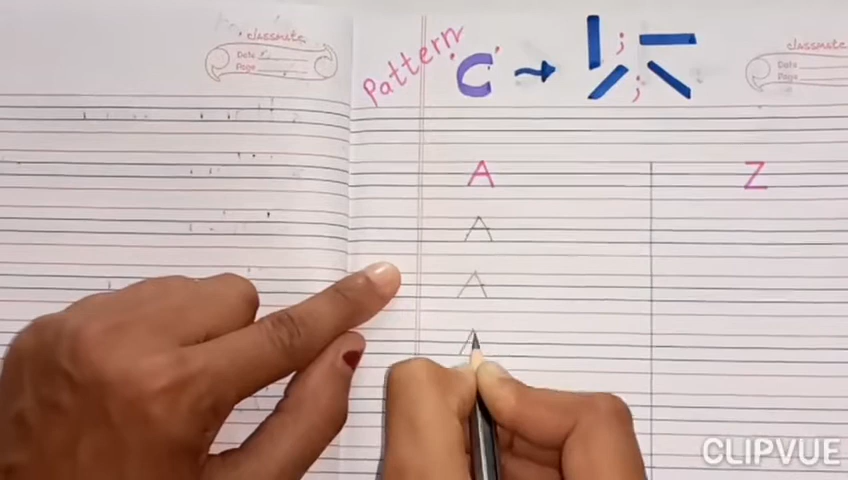 classmate
Date
Page
Pattern
'C' →
classmate
Date
Page
A Z
A
A
A
CLIPVUE